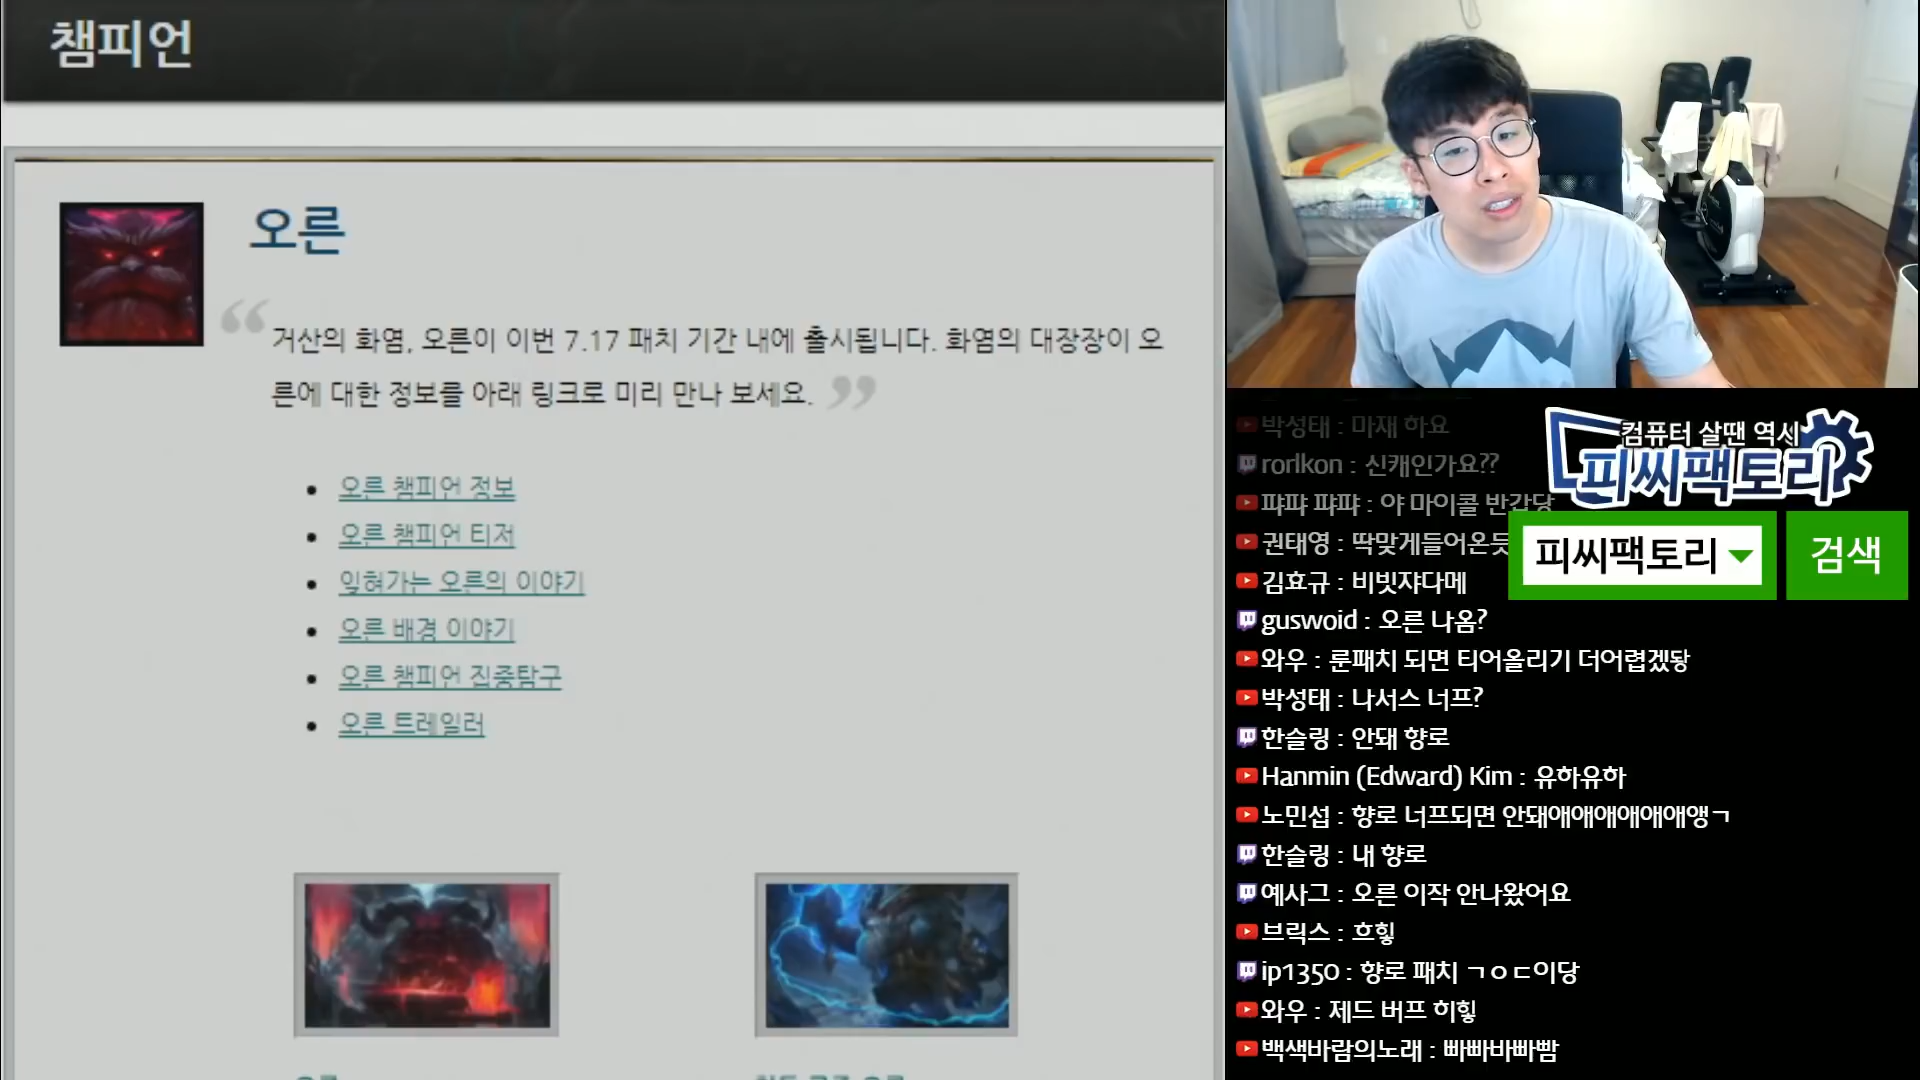 챔피언
오른
거산의 화염, 오른이 이번 7.17 패치 기간 내에 출시됩니다. 화염의 대장장이 오
른에 대한 정보를 아래 링크로 미리 만나 보세요.
오른 챔피언 정보
오른 챔피언 티저
잊혀가는 오른의 이야기
오른 배경 이야기
오른 챔피언 집중탐구
오른 트레일러
컴퓨터 살땐 역시
피씨팩토리
피씨팩토리
검색
박성태 : 마재 하요
rorlkon : 신캐인가요??
퍄퍄 퍄퍄 : 야 마이콜 반갑당
권태영 : 딱맞게들어온듯
김효규 : 비빗쟈다메
guswoid : 오른 나옴?
와우 : 룬패치 되면 티어올리기 더어렵겠돵
박성태 : 나서스 너프?
한슬링 : 안돼 향로
Hanmin (Edward) Kim : 유하유하
노민섭 : 향로 너프되면 안돼애애애애애애앵ㄱ
한슬링 : 내 향로
예사그 : 오른 이작 안나왔어요
브릭스 : 흐힣
ip1350 : 향로 패치 ㄱㅇㄷ이당
와우 : 제드 버프 히힣
백색바람의노래 : 빠빠바빠빰